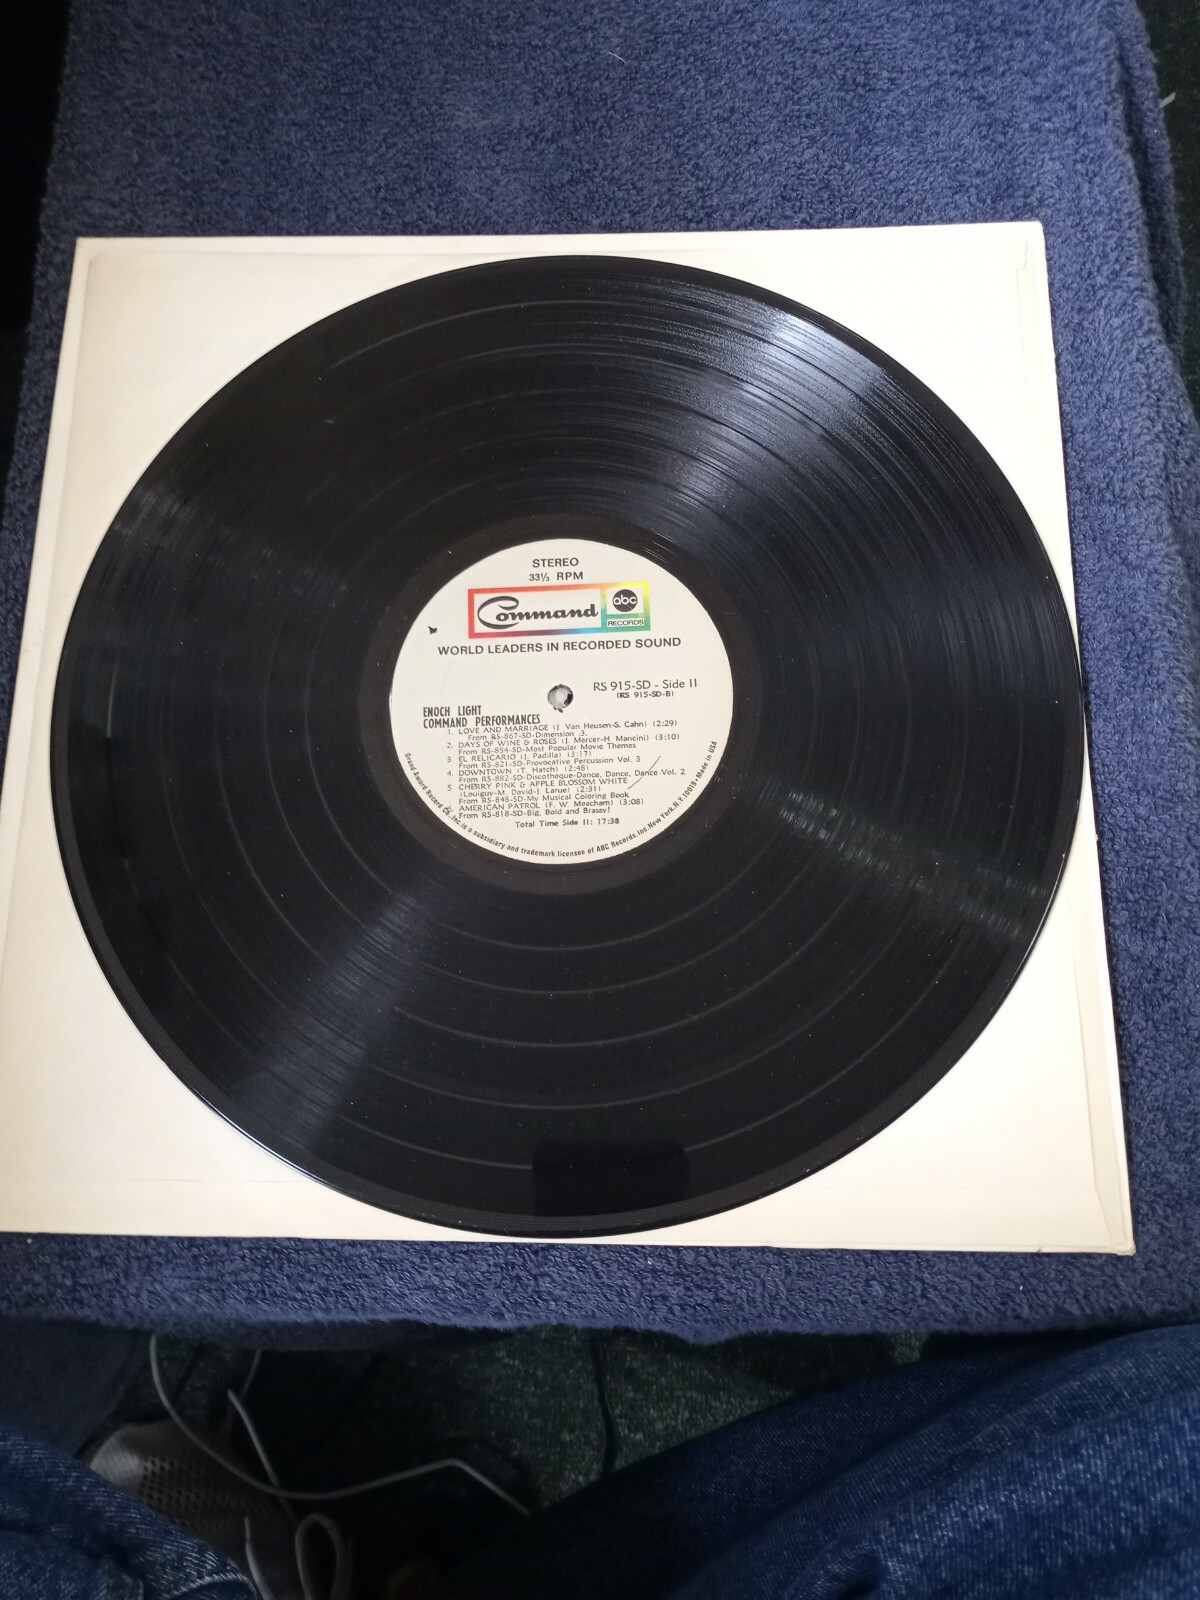 STEREO
33⅓ RPM
Command abc
RECORDS
WORLD LEADERS IN RECORDED SOUND
RS 915-SD - Side II
(RS 915-SD-B)
ENOCH LIGHT
COMMAND PERFORMANCES
1. LOVE AND MARRIAGE (J. Van Heusen-S. Cahn) (2:29)
From RS-867-SD-Dimension .3.
2. DAYS OF WINE & ROSES (J. Mercer-H. Mancini) (3:10)
From RS-854-SD-Most Popular Movie Themes
3. EL RELICARIO (J. Padilla) (3:17)
From RS-821-SD-Provocative Percussion Vol. 3
4. DOWNTOWN (T. Hatch) (2:48)
From RS-882-SD-Discotheque-Dance, Dance, Dance Vol. 2
5 CHERRY PINK & APPLE BLOSSOM WHITE
(Louiguy-M. David-J. Larue) (2:31)
From RS-848-SD-My Musical Coloring Book
AMERICAN PATROL (F. W. Meacham) (3:08)
From RS-818-SD-Big, Bold and Brassy!
Total Time Side II: 17:38
Grand Award Record Co., Inc. is a subsidiary and trademark licensee of ABC Records, Inc. New York, N.Y. 10019 • Made in USA